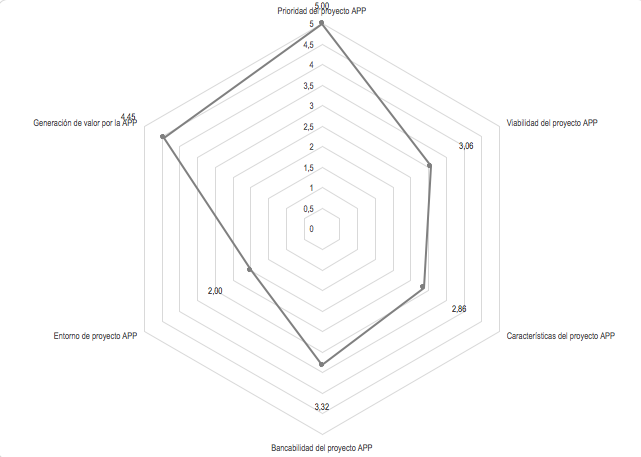 5,00
Prioridad del proyecto APP
5
4,5
4
3,5
3
2,5
2
1,5
1
0,5
0
4,45
Generación de valor por la APP
Viabilidad del proyecto APP
3,06
2,00
2,86
Entorno de proyecto APP
Características del proyecto APP
3,32
Bancabilidad del proyecto APP